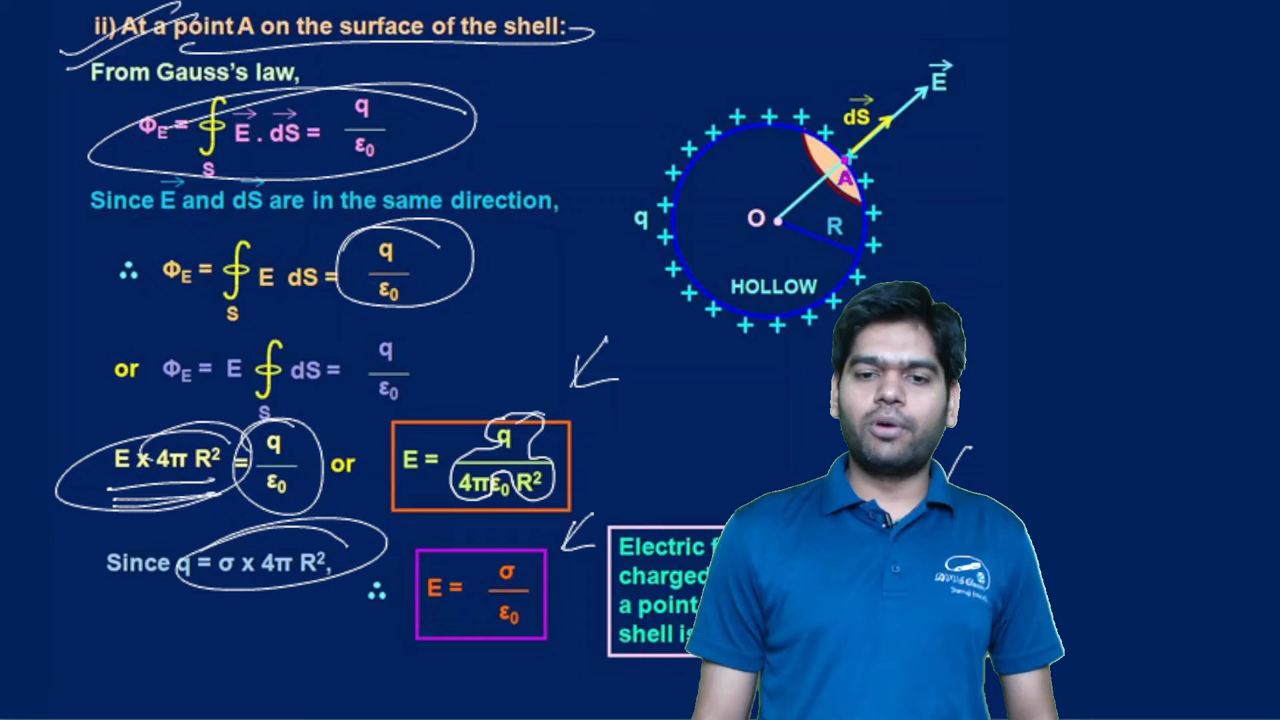 ii) At a point A on the surface of the shell:
From Gauss's law,
Φ_E = ∮_S E⃗ . dS⃗ = q / ε₀
Since E⃗ and dS⃗ are in the same direction,
∴ Φ_E = ∮_S E dS = q / ε₀
or Φ_E = E ∮_S dS = q / ε₀
E x 4π R² = q / ε₀ or E = q / 4πε₀ R²
Since q = σ x 4π R²,
∴ E = σ / ε₀
E⃗
dS⃗
A
q
O
R
HOLLOW
Electric
charged
a point
shell is